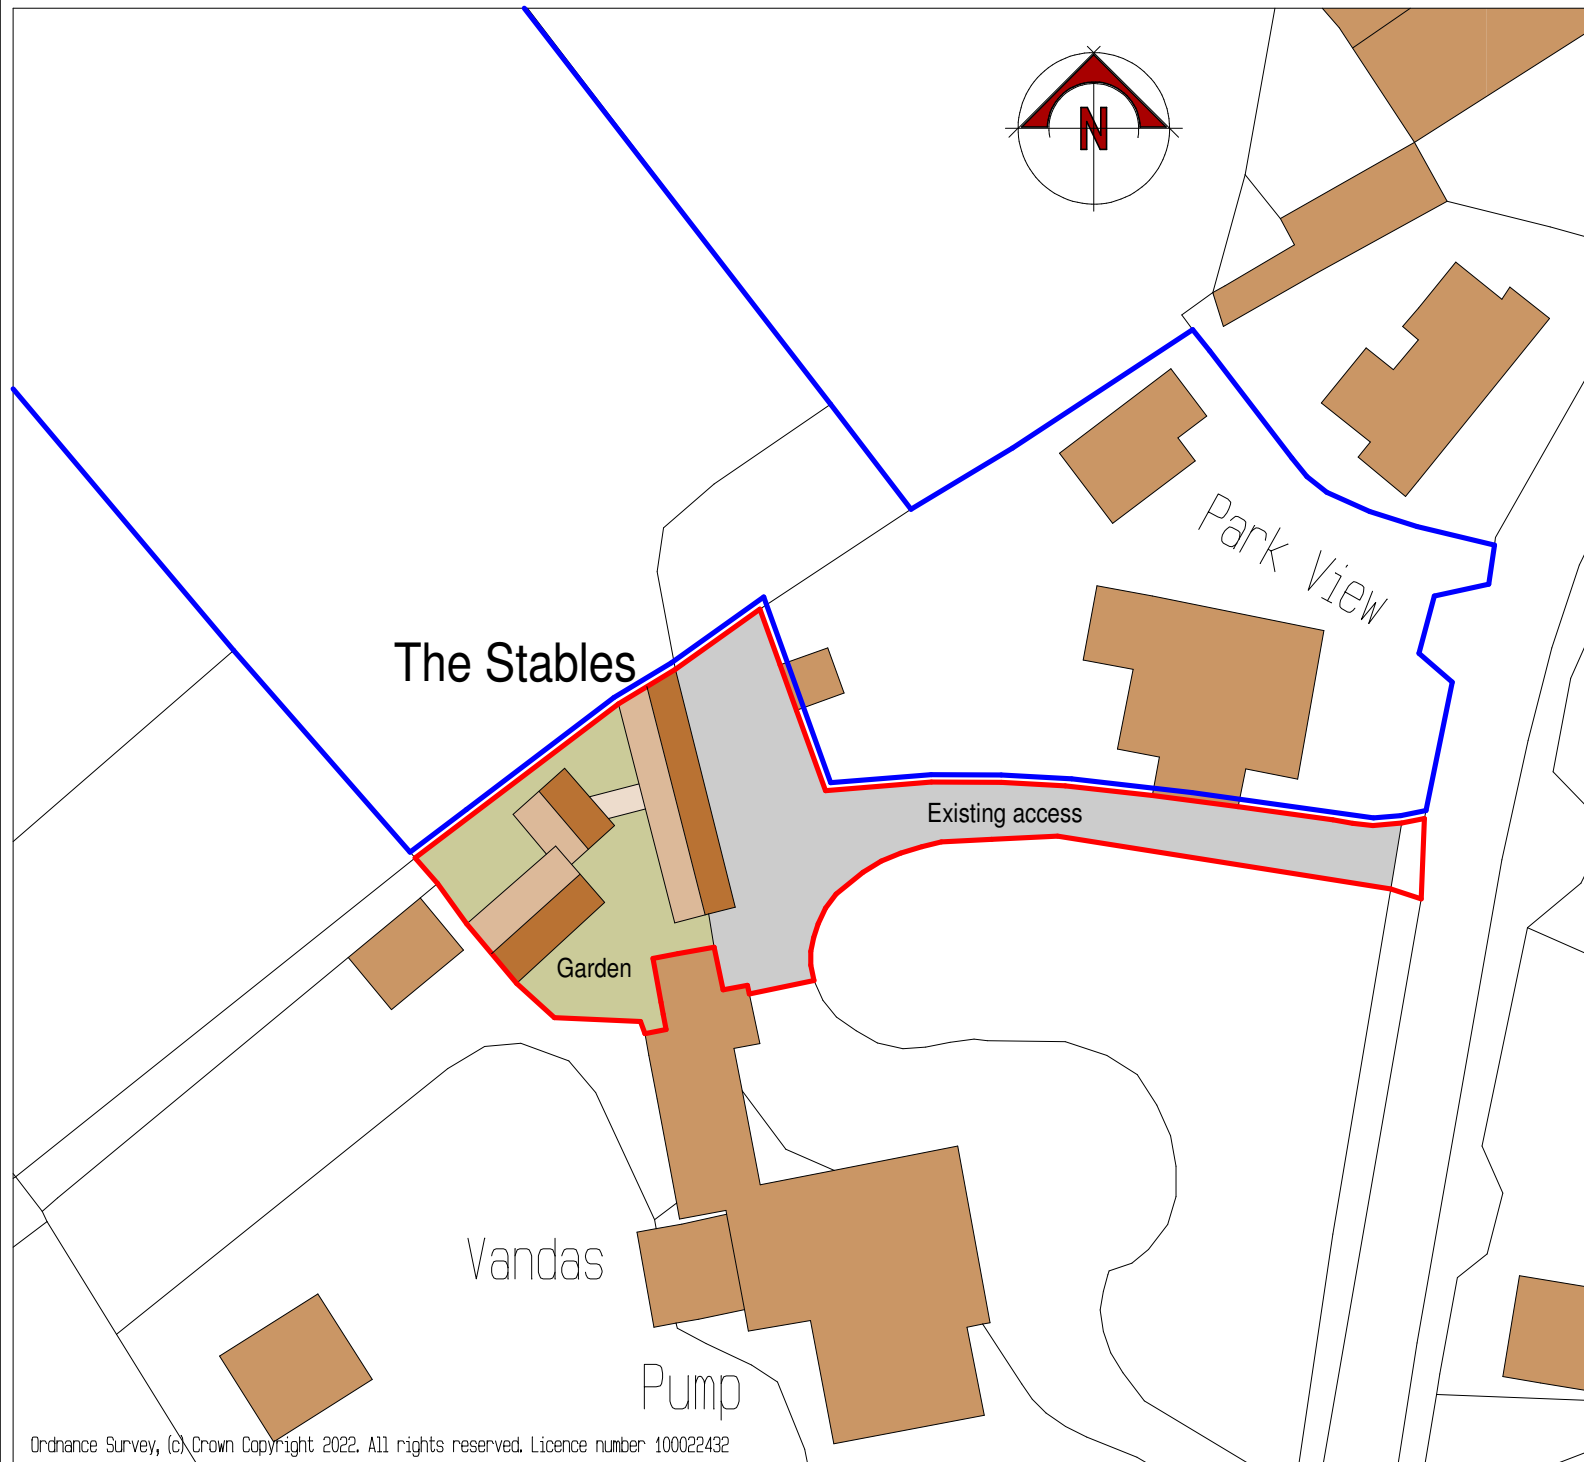 N
Park View
The Stables
Existing access
Garden
Vandas
Pump
Ordnance Survey, (c) Crown Copyright 2022. All rights reserved. Licence number 100022432